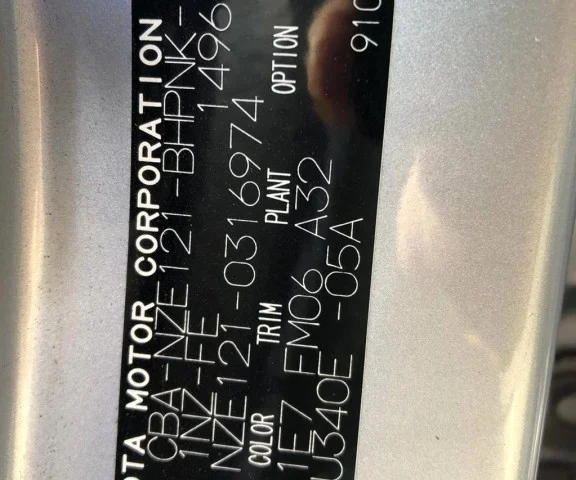 OTA MOTOR CORPORATION
CBA-NZE121-BHPNK-
1NZ-FE 1496
NZE121-0316974
COLOR TRIM PLANT OPTION
1E7 FM06 A32
U340E -05A 910